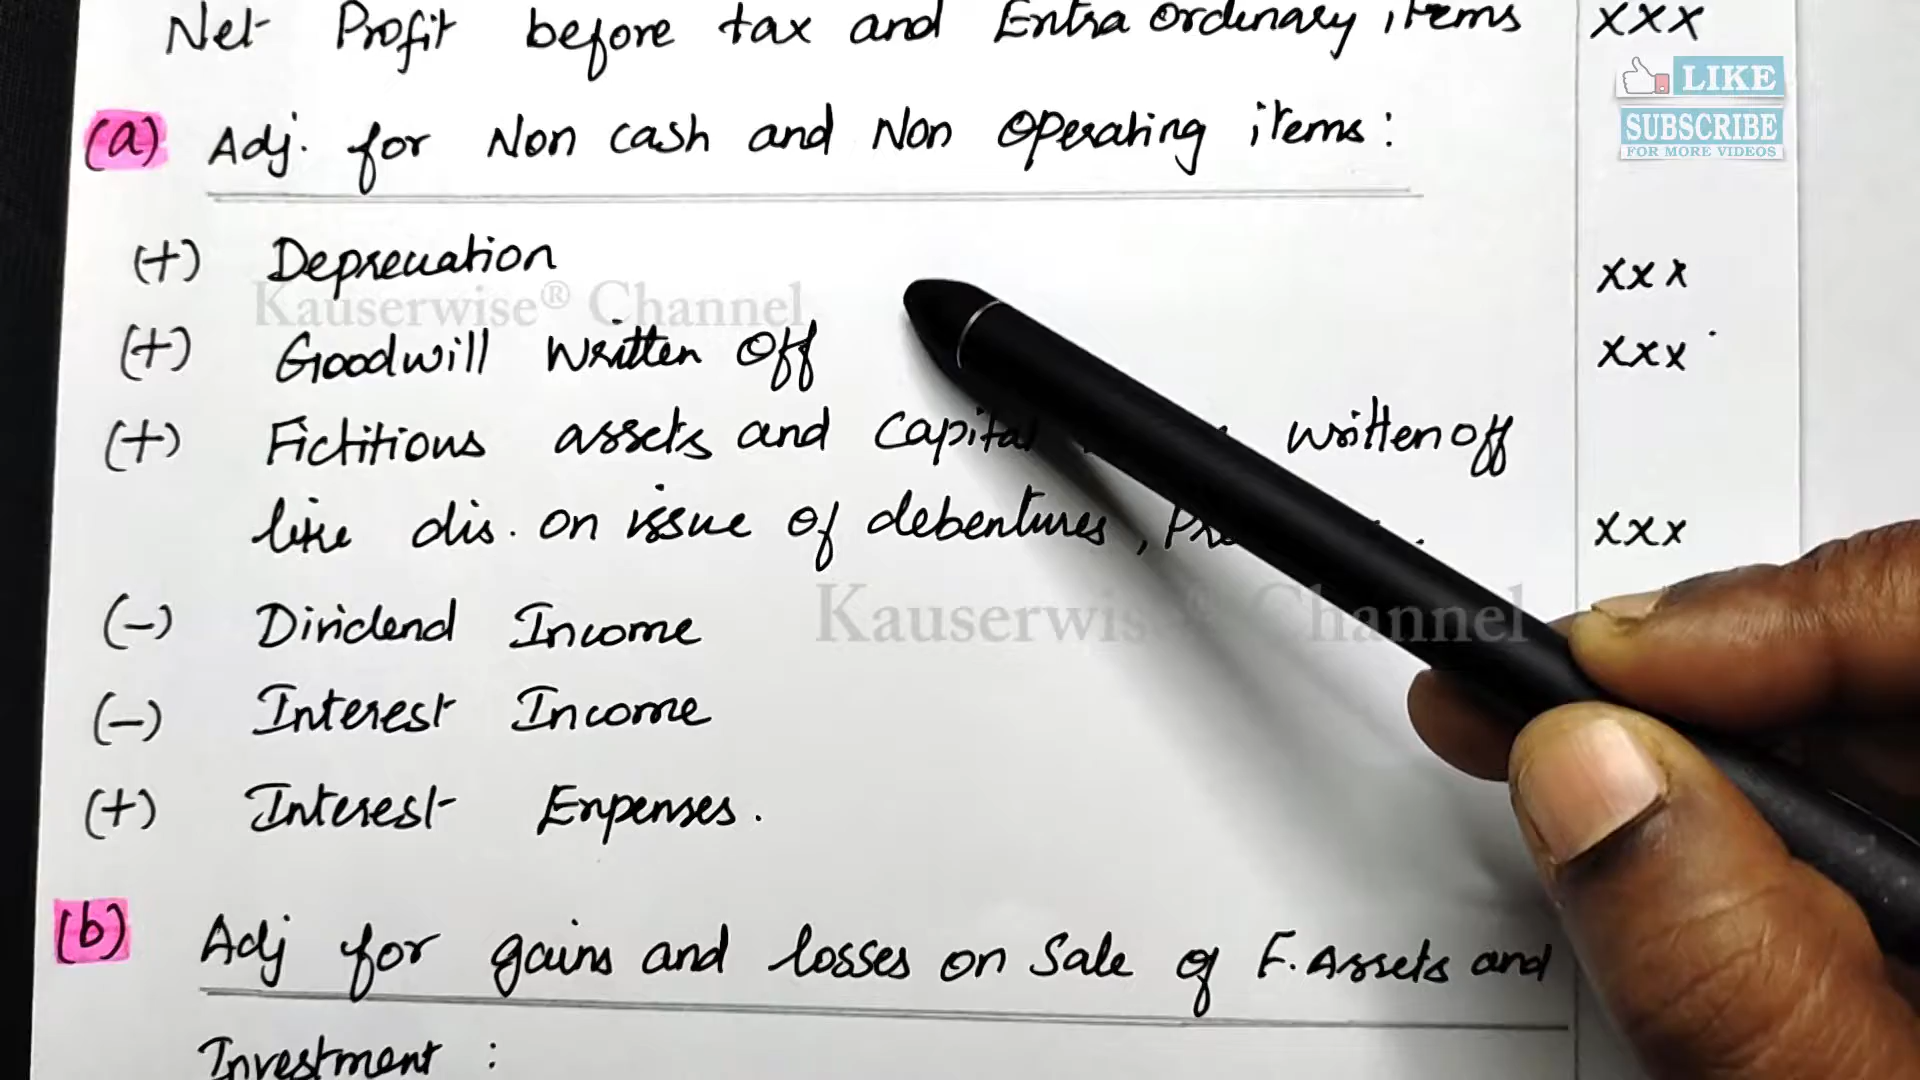 Net Profit before tax and Extra ordinary items xxx
LIKE
SUBSCRIBE
FOR MORE VIDEOS
(a) Adj. for Non cash and Non Operating items:
(+) Depreciation xxx
Kauserwise® Channel
(+) Goodwill written Off xxx
(+) Fictitious assets and Capital written off
like dis. on issue of debentures, xxx
(-) Dividend Income
Kauserwise® Channel
(-) Interest Income
(+) Interest Expenses.
(b) Adj for gains and losses on Sale of F. Assets and
Investment :